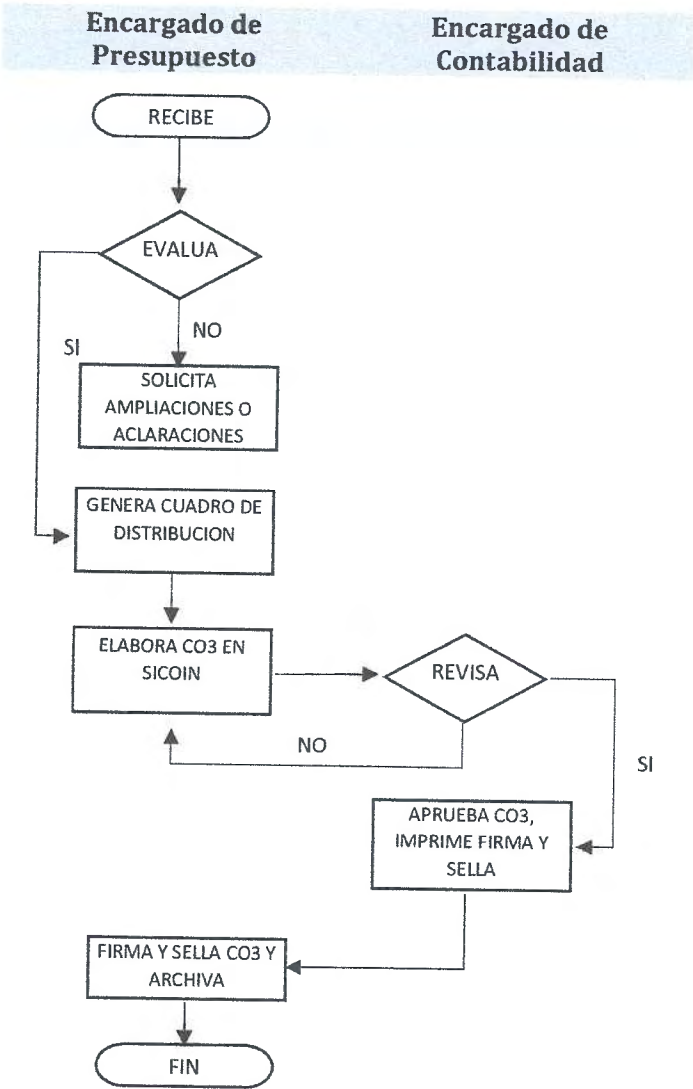 Encargado de
Presupuesto
Encargado de
Contabilidad
RECIBE
EVALUA
NO
SI
SOLICITA
AMPLIACIONES O
ACLARACIONES
GENERA CUADRO DE
DISTRIBUCION
ELABORA CO3 EN
SICOIN
REVISA
NO
SI
APRUEBA CO3,
IMPRIME FIRMA Y
SELLA
FIRMA Y SELLA CO3 Y
ARCHIVA
FIN